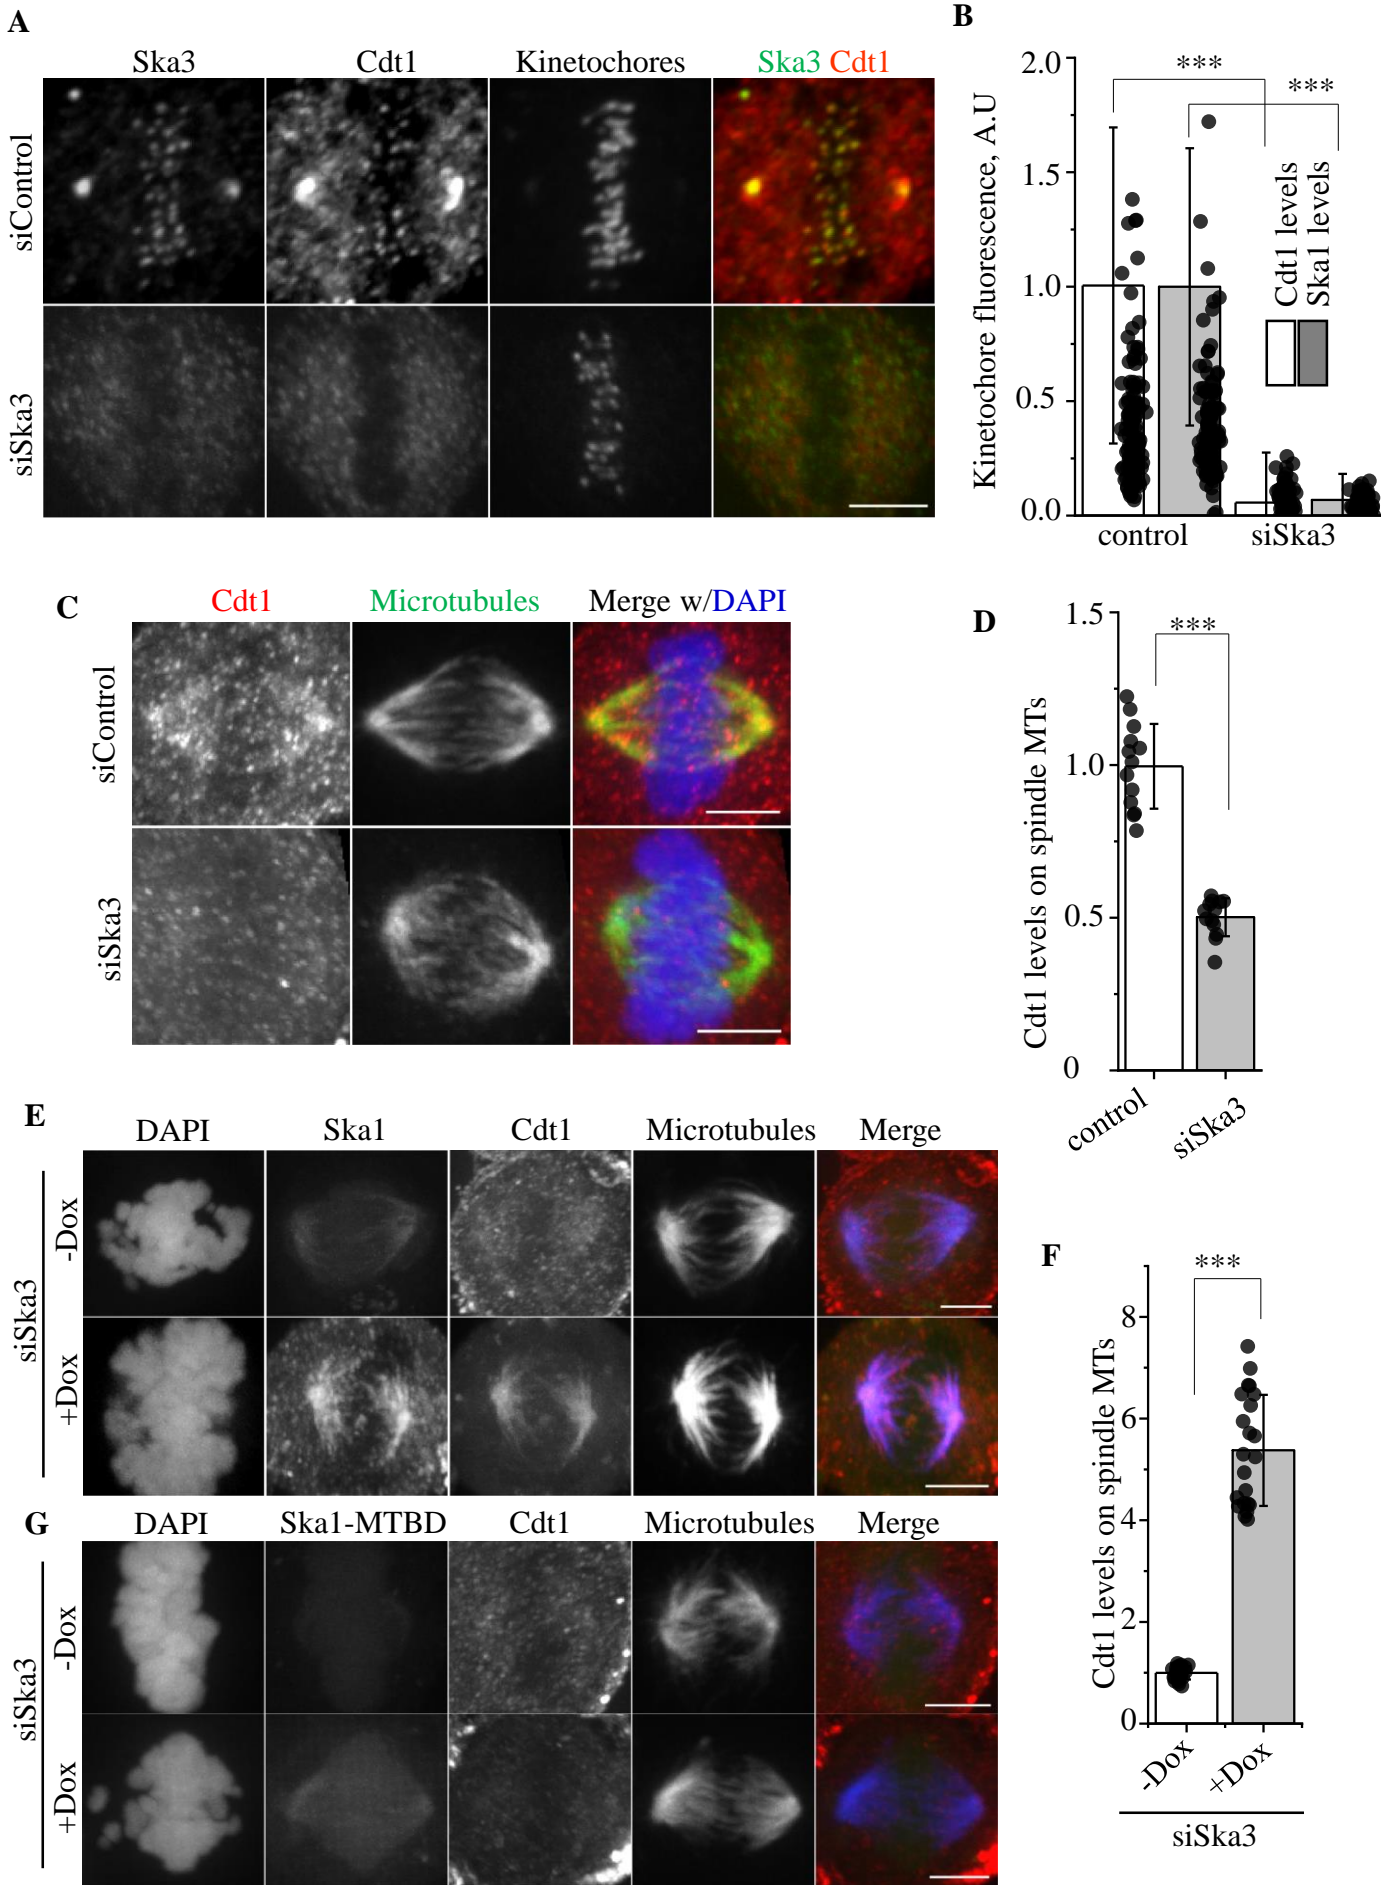 A
Ska3 Cdt1 Kinetochores Ska3 Cdt1
siControl
siSka3
B
Kinetochore fluorescence, A.U
2.0
1.5
1.0
0.5
0.0
*** ***
Cdt1 levels
Ska1 levels
control siSka3
C
Cdt1 Microtubules Merge w/DAPI
siControl
siSka3
D
Cdt1 levels on spindle MTs
1.5
1.0
0.5
0
***
control siSka3
E
DAPI Ska1 Cdt1 Microtubules Merge
siSka3
-Dox
+Dox
F
Cdt1 levels on spindle MTs
8
6
4
2
0
***
-Dox +Dox
siSka3
G
DAPI Ska1-MTBD Cdt1 Microtubules Merge
siSka3
-Dox
+Dox